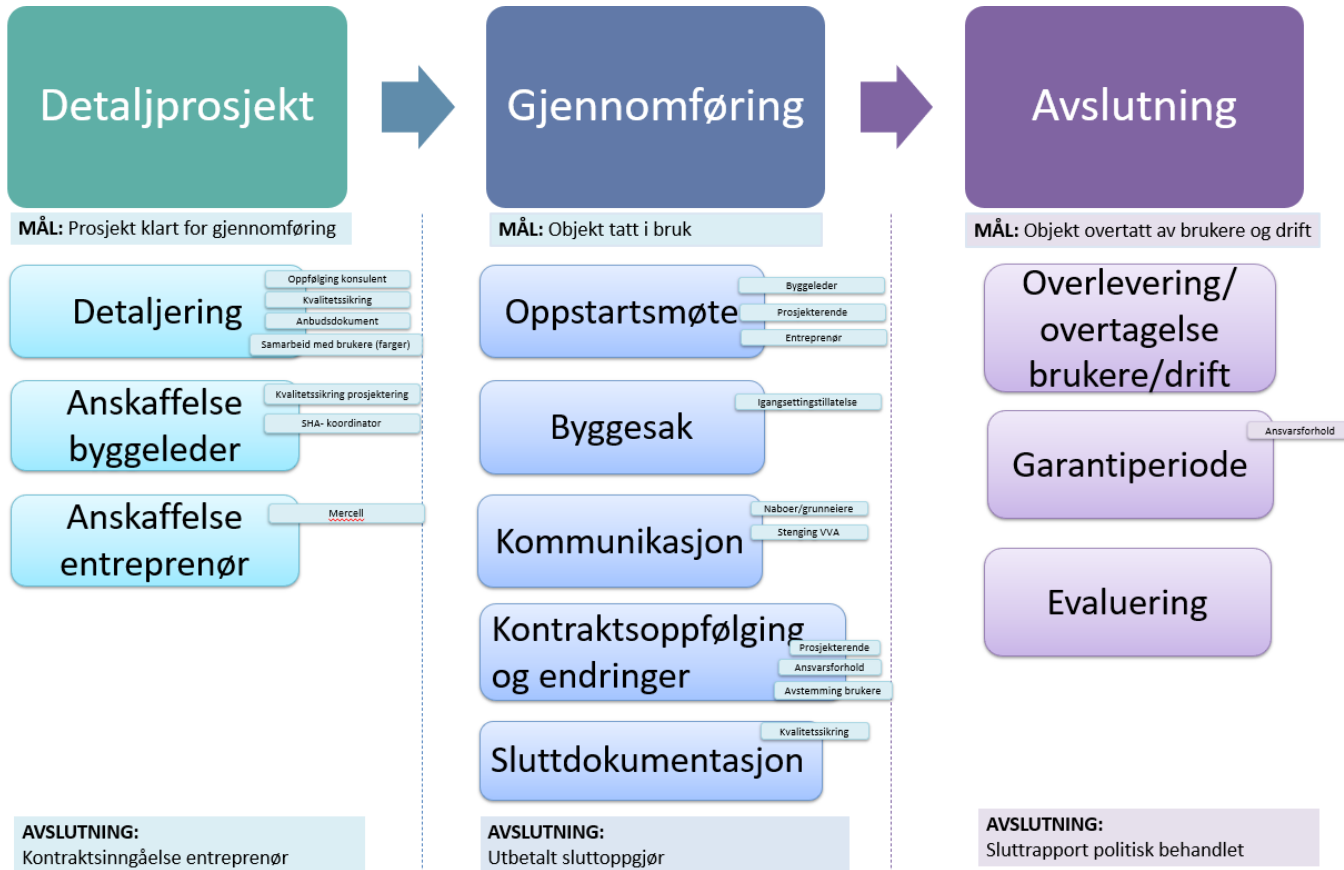 Detaljprosjekt
MÅL: Prosjekt klart for gjennomføring
Detaljering
Oppfølging konsulent
Kvalitetssikring
Anbudsdokument
Samarbeid med brukere (farger)
Anskaffelse
byggeleder
Kvalitetssikring prosjektering
SHA- koordinator
Anskaffelse
entreprenør
Mercell
AVSLUTNING:
Kontraktsinngåelse entreprenør
Gjennomføring
MÅL: Objekt tatt i bruk
Oppstartsmøte
Byggeleder
Prosjekterende
Entreprenør
Byggesak
Igangsettingstillatelse
Kommunikasjon
Naboer/grunneiere
Stenging VVA
Kontraktsoppfølging
og endringer
Prosjekterende
Ansvarsforhold
Avstemming brukere
Sluttdokumentasjon
Kvalitetssikring
AVSLUTNING:
Utbetalt sluttoppgjør
Avslutning
MÅL: Objekt overtatt av brukere og drift
Overlevering/
overtagelse
brukere/drift
Garantiperiode
Ansvarsforhold
Evaluering
AVSLUTNING:
Sluttrapport politisk behandlet